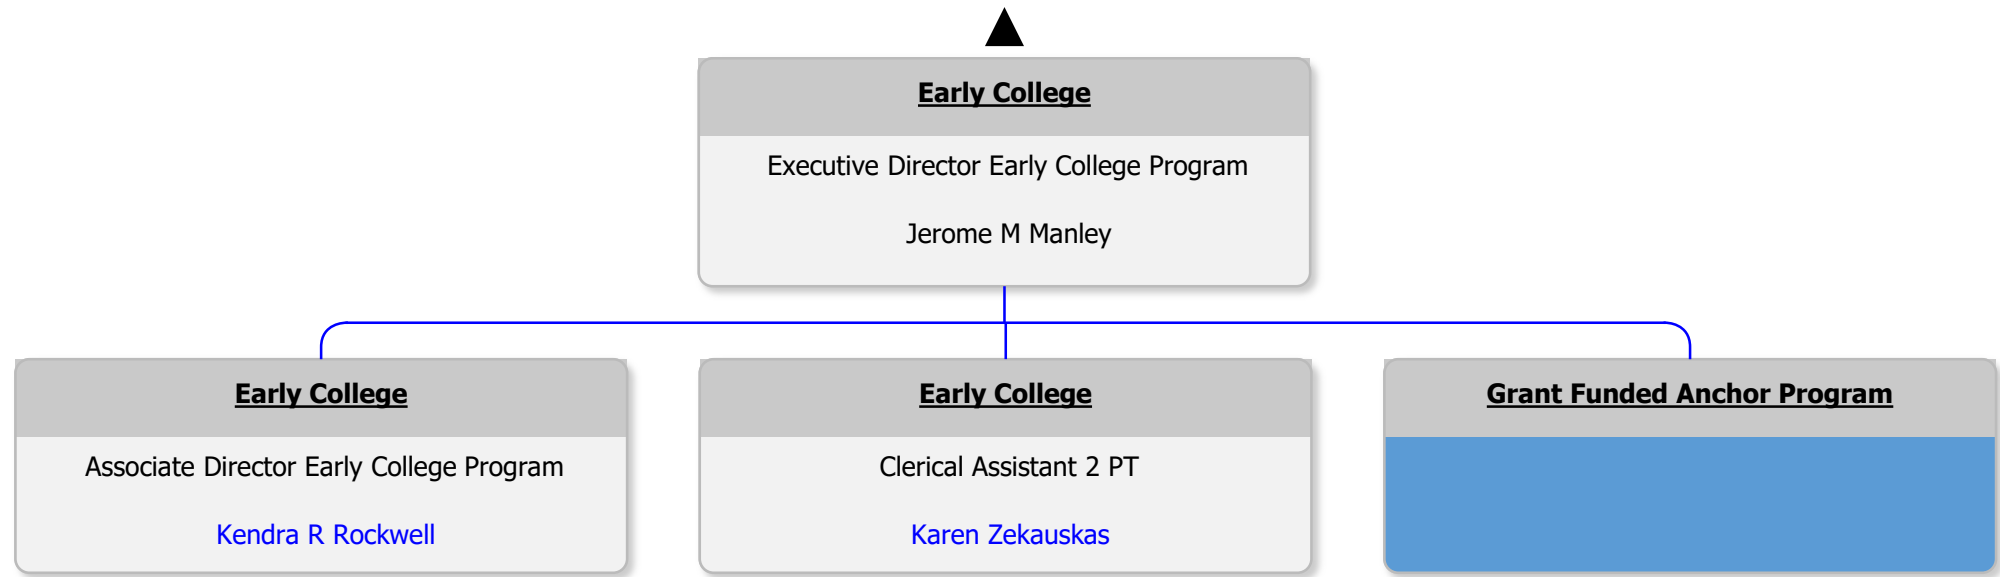 Early College
Executive Director Early College Program
Jerome M Manley
Early College
Associate Director Early College Program
Kendra R Rockwell
Early College
Clerical Assistant 2 PT
Karen Zekauskas
Grant Funded Anchor Program